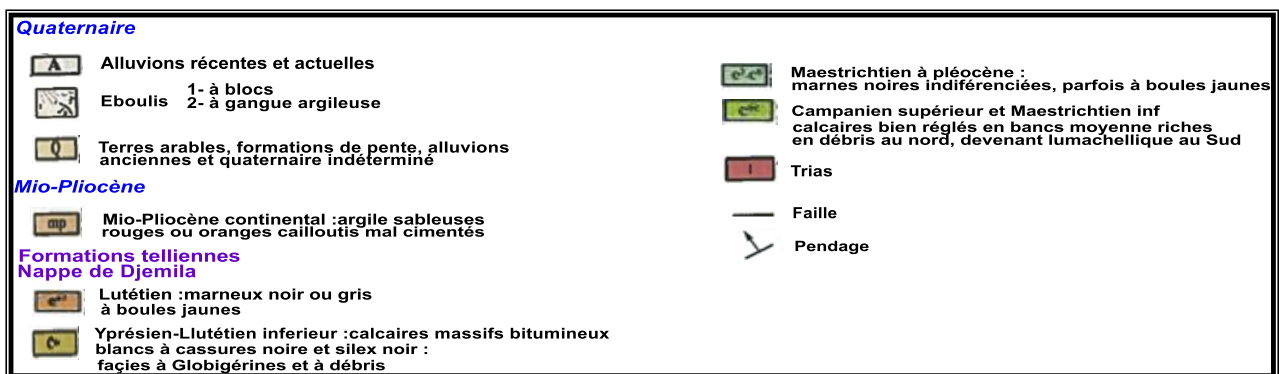 Quaternaire
A
Alluvions récentes et actuelles
Eboulis
1- à blocs
2- à gangue argileuse
Q
Terres arables, formations de pente, alluvions
anciennes et quaternaire indéterminé
Mio-Pliocène
mp
Mio-Pliocène continental :argile sableuses
rouges ou oranges cailloutis mal cimentés
Formations telliennes
Nappe de Djemila
Lutétien :marneux noir ou gris
à boules jaunes
Yprésien-Llutétien inferieur :calcaires massifs bitumineux
blancs à cassures noire et silex noir :
façies à Globigérines et à débris
Maestrichtien à pléocène :
marnes noires indiférenciées, parfois à boules jaunes
Campanien supérieur et Maestrichtien inf
calcaires bien réglés en bancs moyenne riches
en débris au nord, devenant lumachellique au Sud
Trias
Faille
Pendage